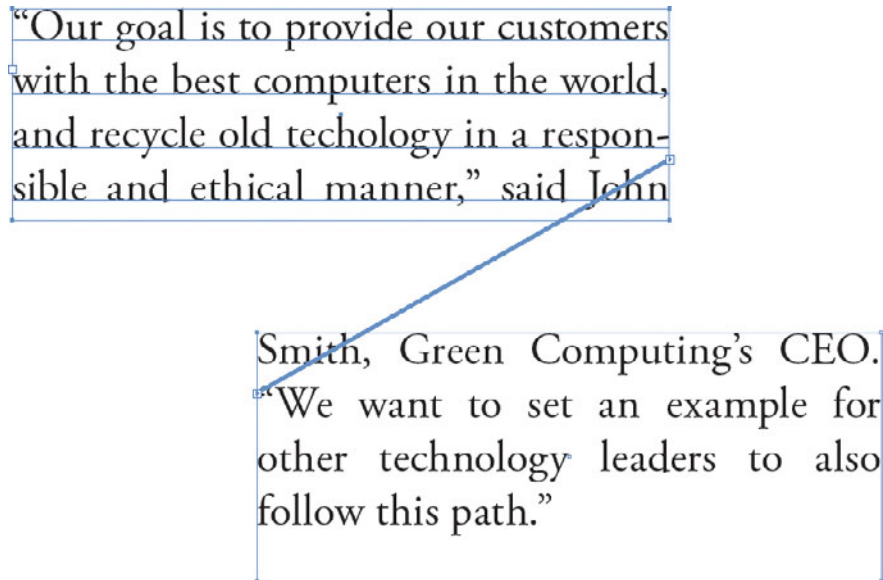 “Our goal is to provide our customers
with the best computers in the world,
and recycle old techology in a respon-
sible and ethical manner,” said John
Smith, Green Computing’s CEO.
“We want to set an example for
other technology leaders to also
follow this path.”